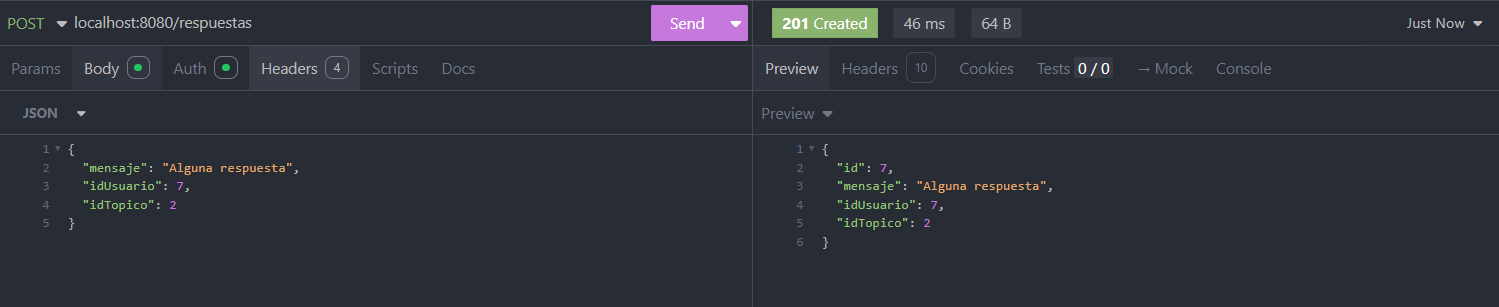 POST localhost:8080/respuestas Send 201 Created 46 ms 64 B Just Now
Params Body Auth Headers 4 Scripts Docs Preview Headers 10 Cookies Tests 0 / 0 → Mock Console
JSON Preview
1 {
2 "mensaje": "Alguna respuesta",
3 "idUsuario": 7,
4 "idTopico": 2
5 }
1 {
2 "id": 7,
3 "mensaje": "Alguna respuesta",
4 "idUsuario": 7,
5 "idTopico": 2
6 }